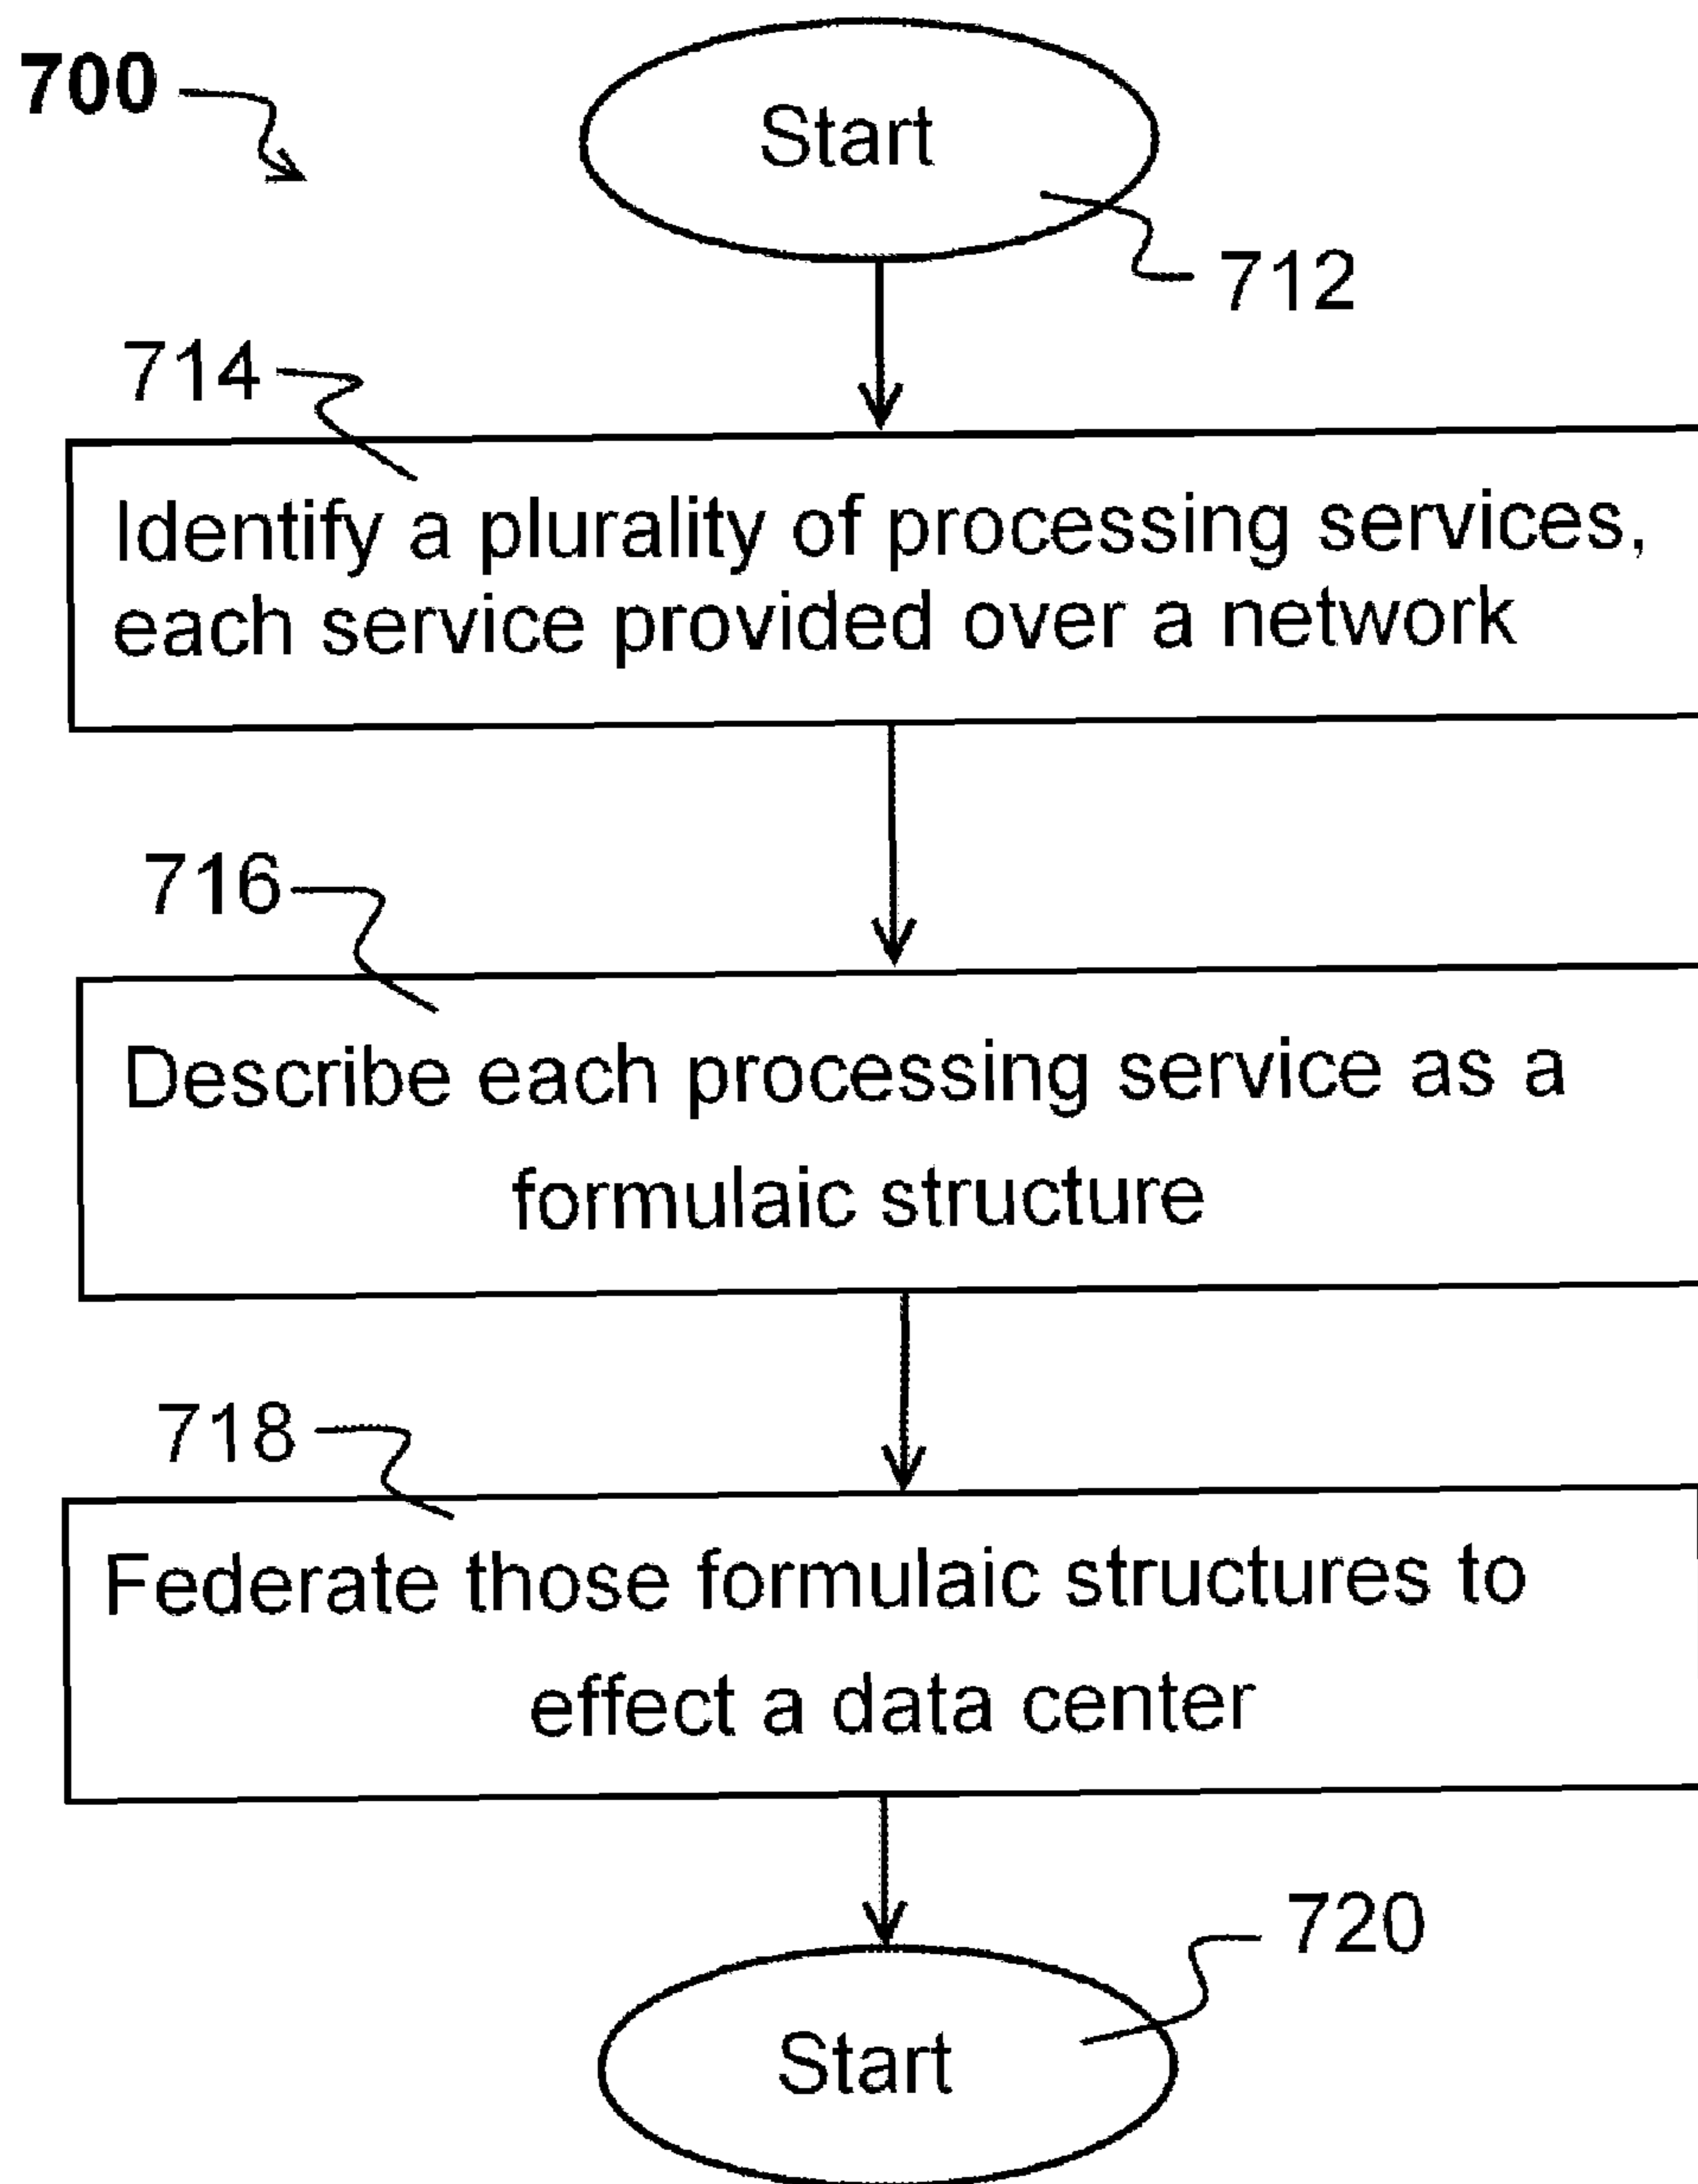 700
Start
712
714
Identify a plurality of processing services,
each service provided over a network
716
Describe each processing service as a
formulaic structure
718
Federate those formulaic structures to
effect a data center
720
Start